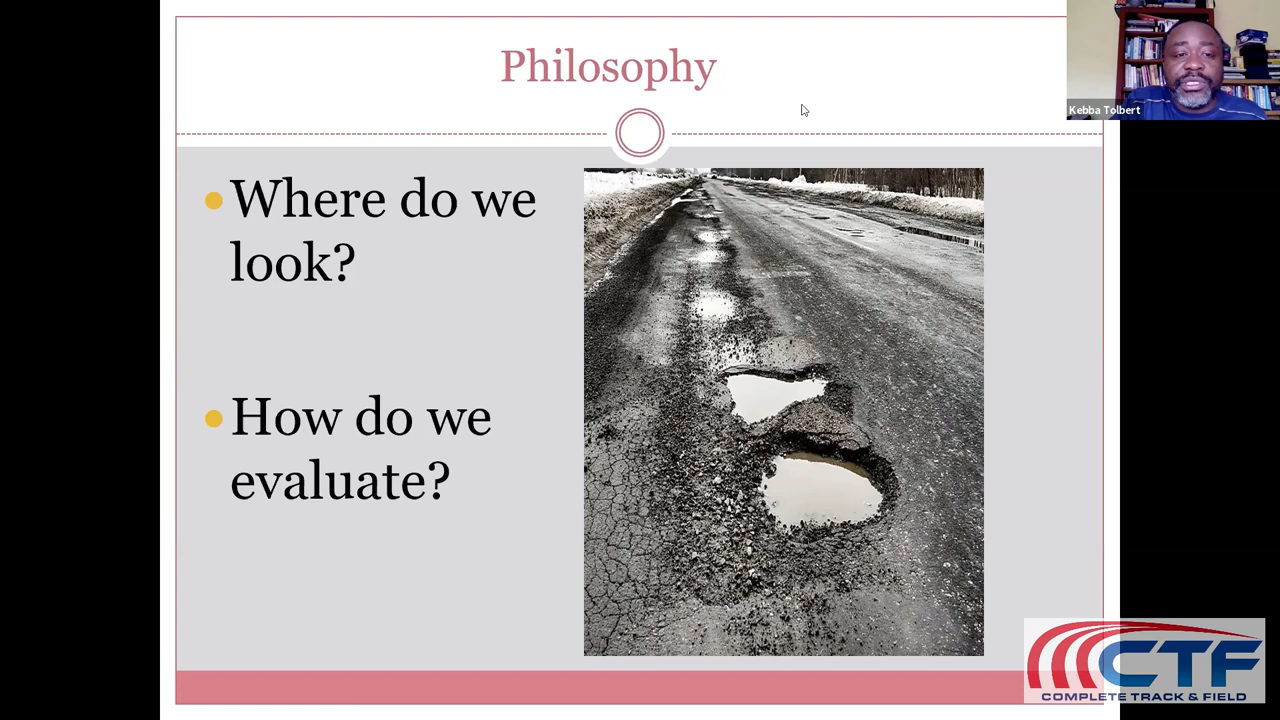 Philosophy
Kebba Tolbert
Where do we
look?
How do we
evaluate?
CTF
COMPLETE TRACK & FIELD